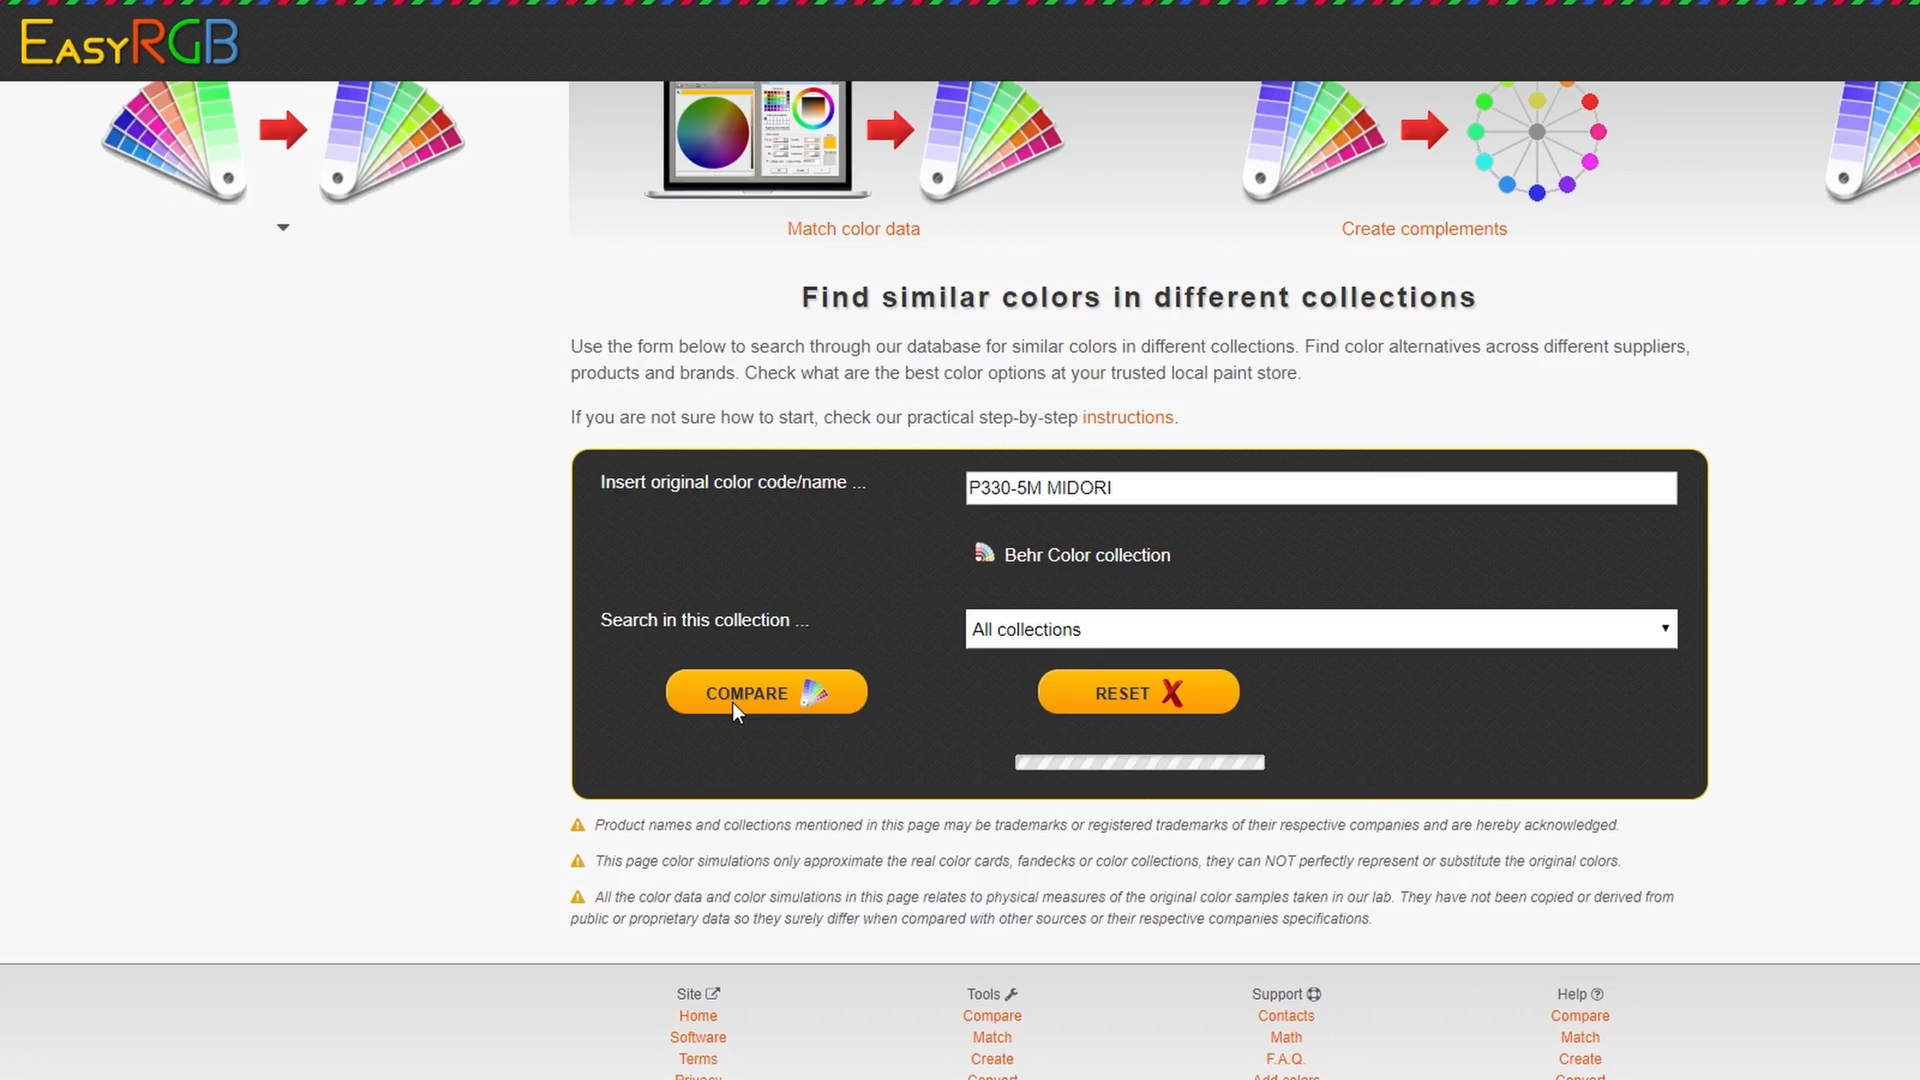 EasyRGB
Match color data
Create complements
Find similar colors in different collections
Use the form below to search through our database for similar colors in different collections. Find color alternatives across different suppliers,
products and brands. Check what are the best color options at your trusted local paint store.
If you are not sure how to start, check our practical step-by-step instructions.
Insert original color code/name ...
P330-5M MIDORI
Behr Color collection
Search in this collection ...
All collections
COMPARE
RESET
Product names and collections mentioned in this page may be trademarks or registered trademarks of their respective companies and are hereby acknowledged.
This page color simulations only approximate the real color cards, fandecks or color collections, they can NOT perfectly represent or substitute the original colors.
All the color data and color simulations in this page relates to physical measures of the original color samples taken in our lab. They have not been copied or derived from
public or proprietary data so they surely differ when compared with other sources or their respective companies specifications.
Site Tools Support Help
Home Compare Contacts Compare
Software Match Math Match
Terms Create F.A.Q. Create
Privacy Convert Add colors Convert